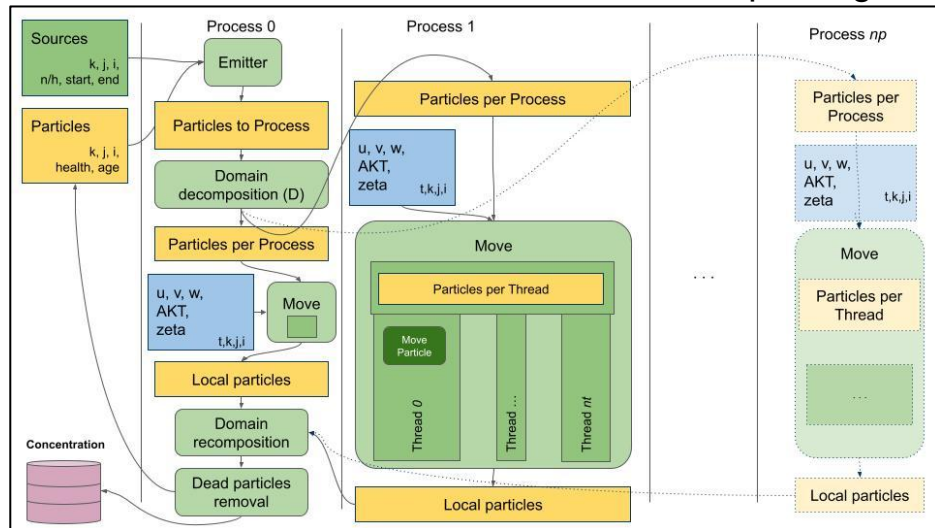 Process 0
Process 1
Process np
Sources
k, j, i,
n/h, start, end
Particles
k, j, i,
health, age
Emitter
Particles to Process
Domain
decomposition (D)
Particles per Process
u, v, w,
AKT,
zeta
t,k,j,i
Move
Local particles
Domain
recomposition
Dead particles
removal
Concentration
Particles per Process
u, v, w,
AKT,
zeta
t,k,j,i
Move
Particles per Thread
Move
Particle
Thread 0
Thread ...
Thread nt
Local particles
. . .
Particles per
Process
u, v, w,
AKT,
zeta
t,k,j,i
Move
Particles per
Thread
. . .
Local particles